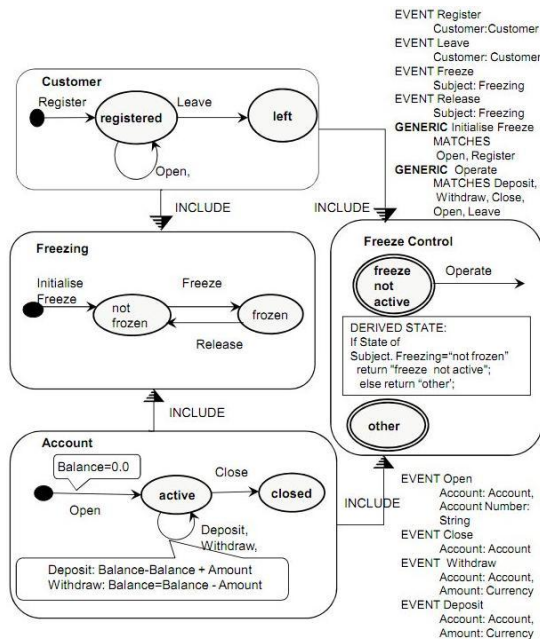 EVENT Register
Customer:Customer
EVENT Leave
Customer: Customer
EVENT Freeze
Subject: Freezing
EVENT Release
Subject: Freezing
GENERIC Initialise Freeze
MATCHES
Open, Register
GENERIC Operate
MATCHES Deposit,
Withdraw, Close,
Open, Leave
Customer
Register
registered
Leave
left
Open,
INCLUDE
INCLUDE
Freezing
Initialise
Freeze
not
frozen
Freeze
frozen
Release
Freeze Control
freeze
not
active
Operate
DERIVED STATE:
If State of
Subject. Freezing="not frozen"
return "freeze not active";
else return "other';
other
INCLUDE
Account
Balance=0.0
Open
active
Close
closed
Deposit,
Withdraw,
Deposit: Balance-Balance + Amount
Withdraw: Balance=Balance - Amount
INCLUDE
EVENT Open
Account: Account,
Account Number:
String
EVENT Close
Account: Account
EVENT Withdraw
Account: Account,
Amount: Currency
EVENT Deposit
Account: Account,
Amount: Currency